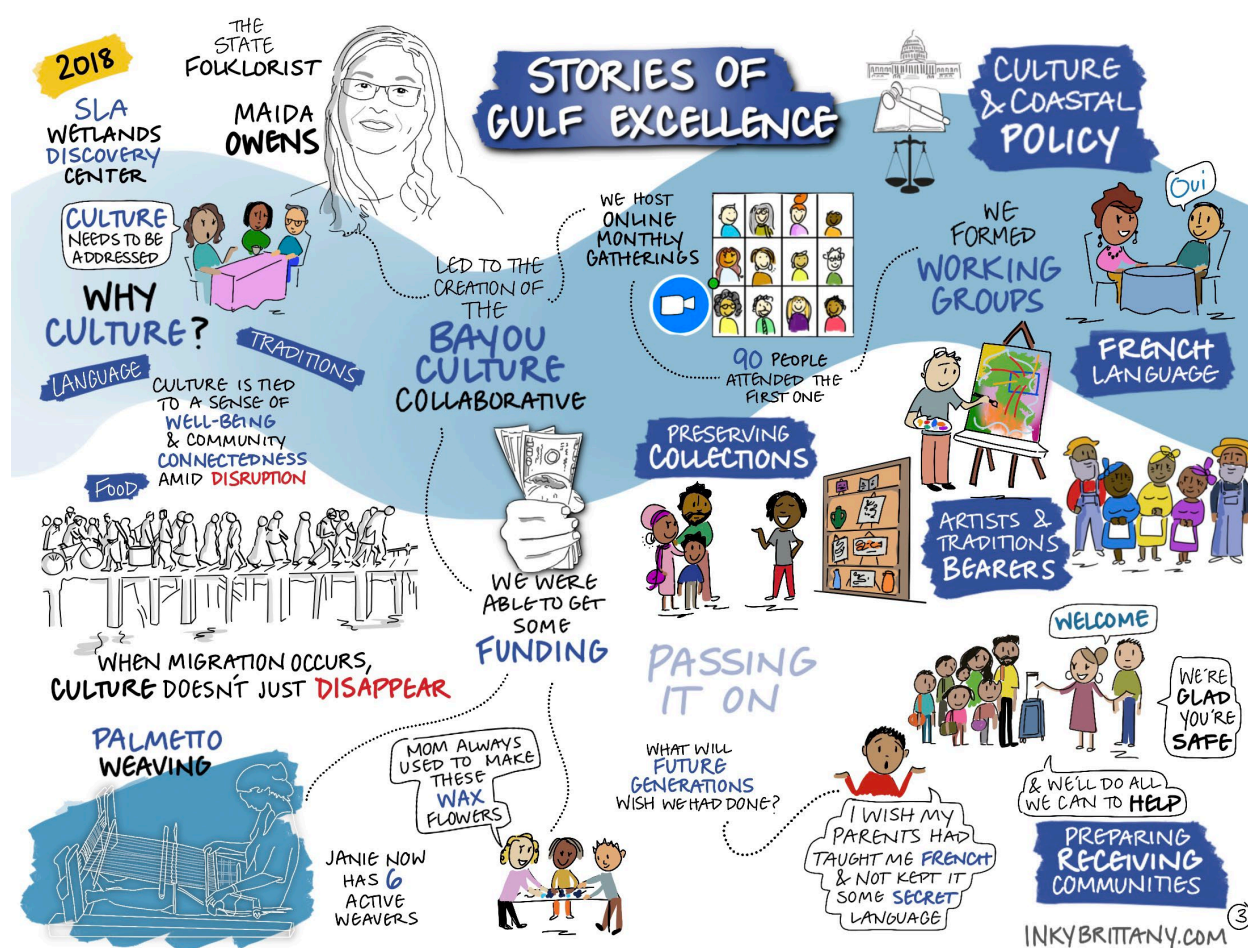 STORIES OF
GULF EXCELLENCE
2018
SLA
WETLANDS
DISCOVERY
CENTER
THE
STATE
FOLKLORIST
MAIDA
OWENS
CULTURE
NEEDS TO BE
ADDRESSED
WHY
CULTURE?
LANGUAGE
TRADITIONS
FOOD
CULTURE IS TIED
TO A SENSE OF
WELL-BEING
& COMMUNITY
CONNECTEDNESS
AMID DISRUPTION
WHEN MIGRATION OCCURS,
CULTURE DOESN'T JUST DISAPPEAR
LED TO THE
CREATION OF
THE
BAYOU
CULTURE
COLLABORATIVE
WE HOST
ONLINE
MONTHLY
GATHERINGS
90 PEOPLE
ATTENDED THE
FIRST ONE
WE
FORMED
WORKING
GROUPS
CULTURE
& COASTAL
POLICY
Oui
FRENCH
LANGUAGE
PRESERVING
COLLECTIONS
ARTISTS &
TRADITIONS
BEARERS
WE WERE
ABLE TO GET
SOME
FUNDING
PALMETTO
WEAVING
JANIE NOW
HAS 6
ACTIVE
WEAVERS
MOM ALWAYS
USED TO MAKE
THESE
WAX
FLOWERS
PASSING
IT ON
WHAT WILL
FUTURE
GENERATIONS
WISH WE HAD DONE?
I WISH MY
PARENTS HAD
TAUGHT ME FRENCH
& NOT KEPT IT
SOME SECRET
LANGUAGE
WELCOME
WE'RE
GLAD
YOU'RE
SAFE
& WE'LL DO ALL
WE CAN TO HELP
PREPARING
RECEIVING
COMMUNITIES
INKYBRITTANY.COM
3